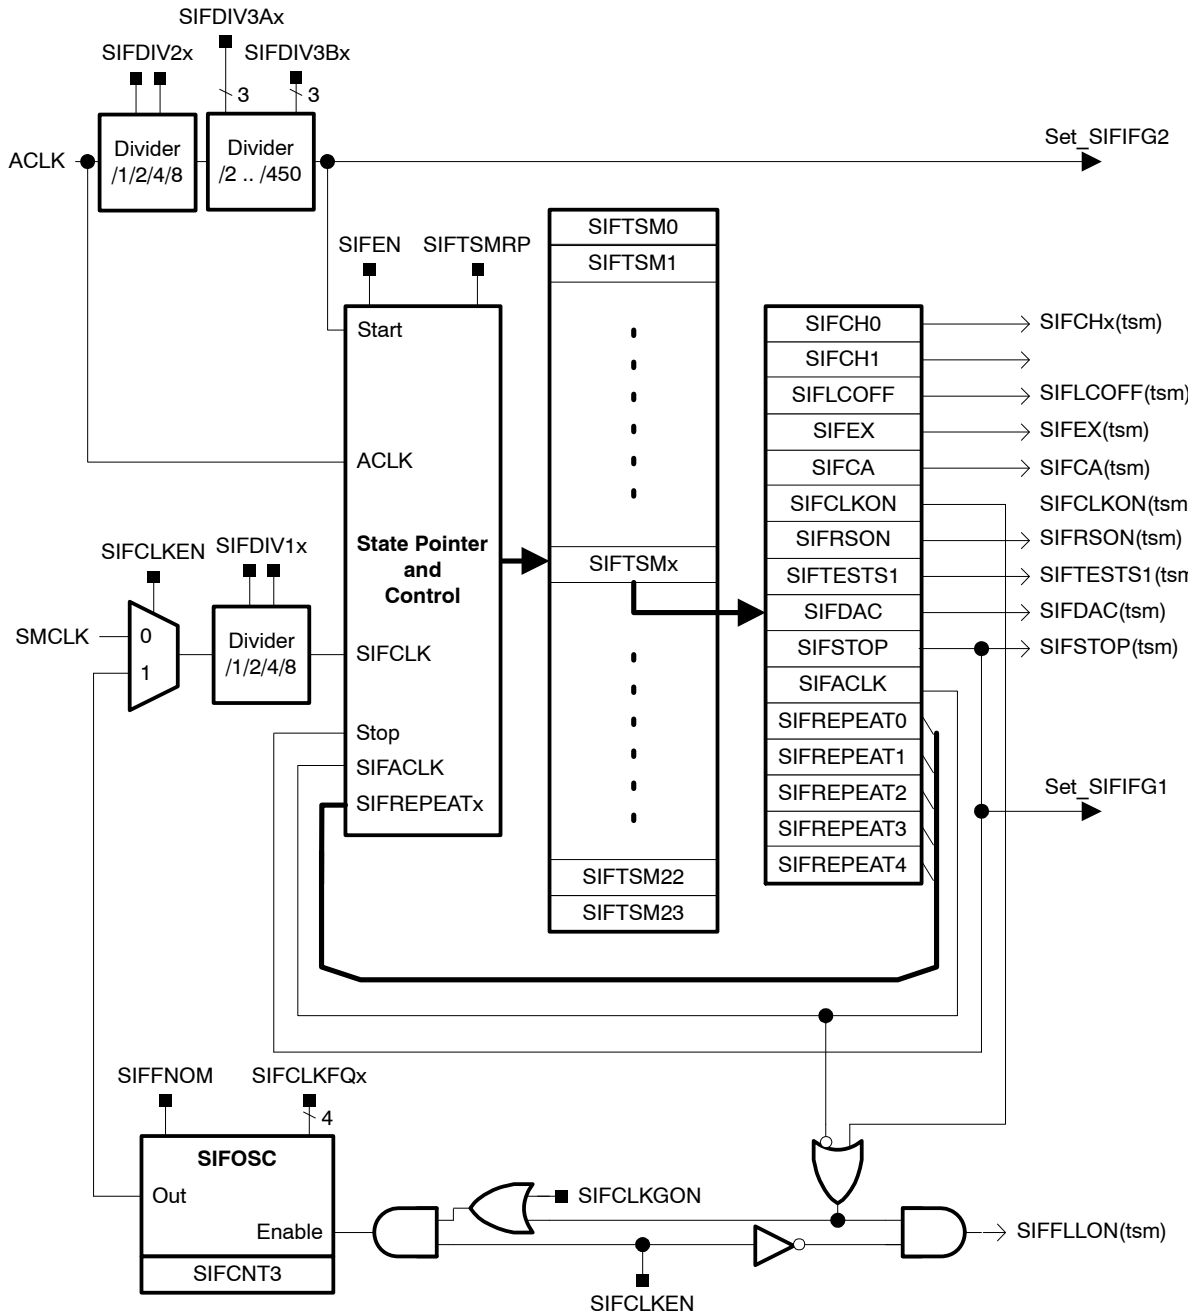 SIFDIV3Ax
SIFDIV2x
SIFDIV3Bx
3
3
ACLK
Divider
/1/2/4/8
Divider
/2 .. /450
Set_SIFIFG2
SIFEN
SIFTSMRP
SIFTSM0
SIFTSM1
Start
ACLK
State Pointer
and
Control
SIFCLK
Stop
SIFACLK
SIFREPEATx
SIFTSMx
SIFTSM22
SIFTSM23
SIFCH0
SIFCH1
SIFLCOFF
SIFEX
SIFCA
SIFCLKON
SIFRSON
SIFTESTS1
SIFDAC
SIFSTOP
SIFACLK
SIFREPEAT0
SIFREPEAT1
SIFREPEAT2
SIFREPEAT3
SIFREPEAT4
SIFCHx(tsm)
SIFLCOFF(tsm)
SIFEX(tsm)
SIFCA(tsm)
SIFCLKON(tsm
SIFRSON(tsm)
SIFTESTS1(tsm
SIFDAC(tsm)
SIFSTOP(tsm)
Set_SIFIFG1
SIFCLKEN
SIFDIV1x
SMCLK
0
1
Divider
/1/2/4/8
SIFFNOM
SIFCLKFQx
4
SIFOSC
Out
Enable
SIFCNT3
SIFCLKGON
SIFCLKEN
SIFFLLON(tsm)